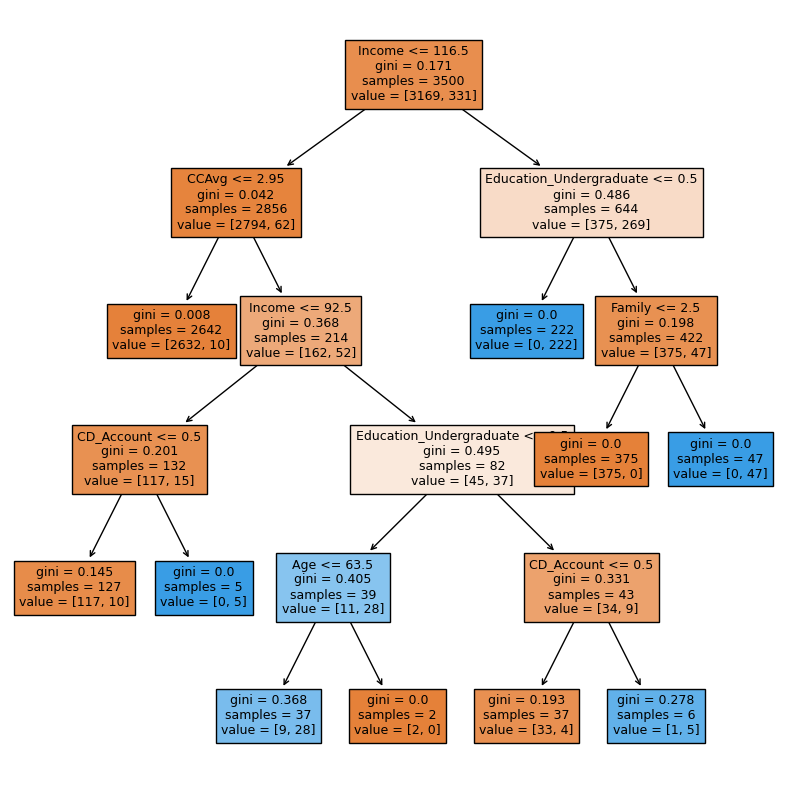 Income <= 116.5
gini = 0.171
samples = 3500
value = [3169, 331]
CCAvg <= 2.95
gini = 0.042
samples = 2856
value = [2794, 62]
Education_Undergraduate <= 0.5
gini = 0.486
samples = 644
value = [375, 269]
gini = 0.008
samples = 2642
value = [2632, 10]
Income <= 92.5
gini = 0.368
samples = 214
value = [162, 52]
gini = 0.0
samples = 222
value = [0, 222]
Family <= 2.5
gini = 0.198
samples = 422
value = [375, 47]
CD_Account <= 0.5
gini = 0.201
samples = 132
value = [117, 15]
Education_Undergraduate <
gini = 0.495
samples = 82
value = [45, 37]
gini = 0.0
samples = 375
value = [375, 0]
gini = 0.0
samples = 47
value = [0, 47]
gini = 0.145
samples = 127
value = [117, 10]
gini = 0.0
samples = 5
value = [0, 5]
Age <= 63.5
gini = 0.405
samples = 39
value = [11, 28]
CD_Account <= 0.5
gini = 0.331
samples = 43
value = [34, 9]
gini = 0.368
samples = 37
value = [9, 28]
gini = 0.0
samples = 2
value = [2, 0]
gini = 0.193
samples = 37
value = [33, 4]
gini = 0.278
samples = 6
value = [1, 5]